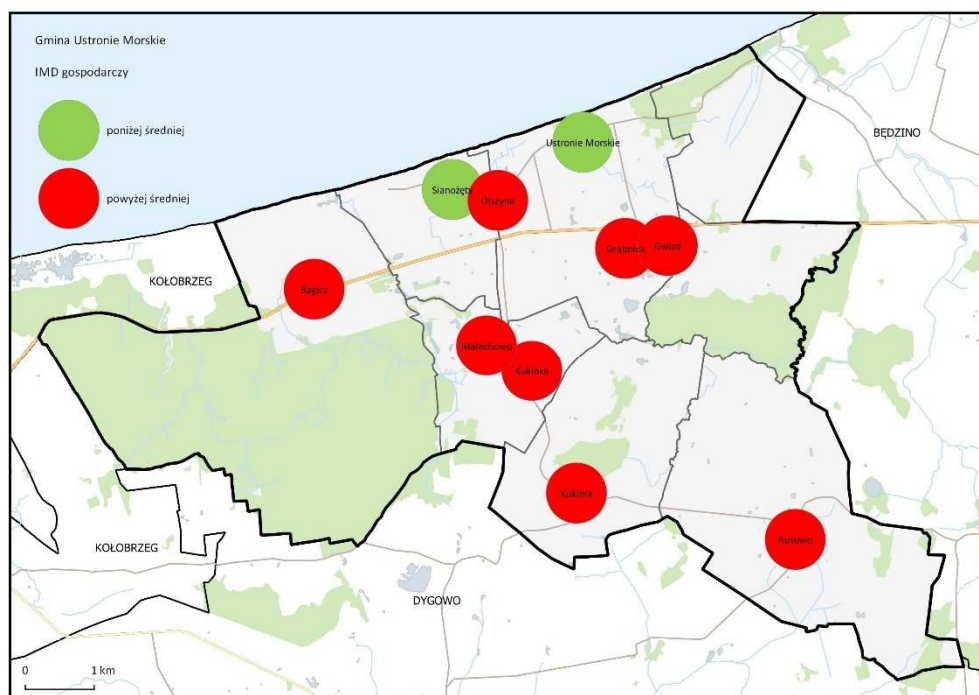 Gmina Ustronie Morskie
IMD gospodarczy
poniżej średniej
powyżej średniej
BĘDZINO
Ustronie Morskie
Sianożęty
Olszyna
Grąbnica
Gwizd
KOŁOBRZEG
Bagicz
Malechowo
Kukinka
Kukinia
Rusowo
KOŁOBRZEG
DYGOWO
0 1 km